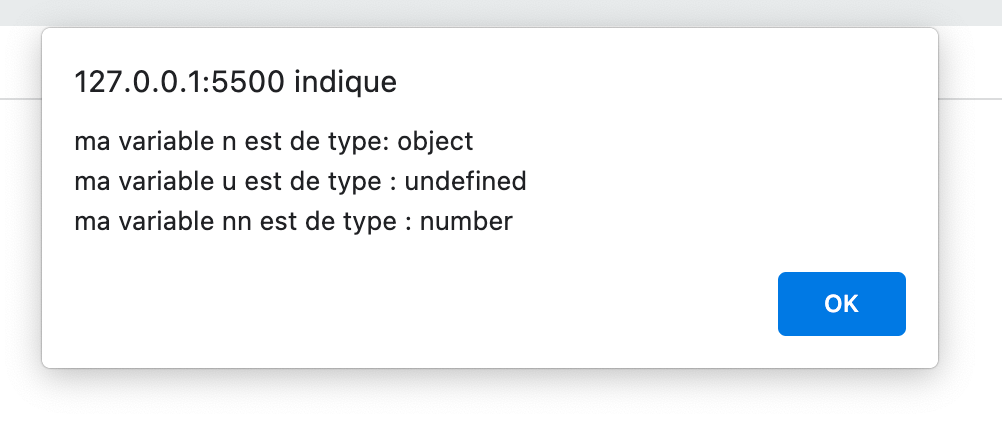 127.0.0.1:5500 indique
ma variable n est de type: object
ma variable u est de type : undefined
ma variable nn est de type : number
OK